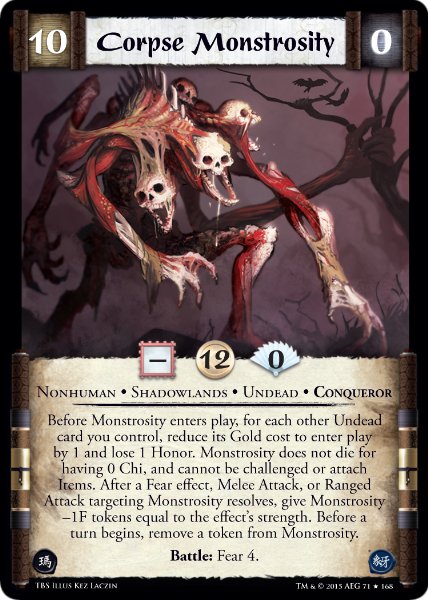 10 Corpse Monstrosity 0
– 12 0
Nonhuman • Shadowlands • Undead • Conqueror
Before Monstrosity enters play, for each other Undead
card you control, reduce its Gold cost to enter play
by 1 and lose 1 Honor. Monstrosity does not die for
having 0 Chi, and cannot be challenged or attach
Items. After a Fear effect, Melee Attack, or Ranged
Attack targeting Monstrosity resolves, give Monstrosity
–1F tokens equal to the effect's strength. Before a
turn begins, remove a token from Monstrosity.
Battle: Fear 4.
TBS Illus Kez Laczin TM & © 2015 AEG 71 ★ 168